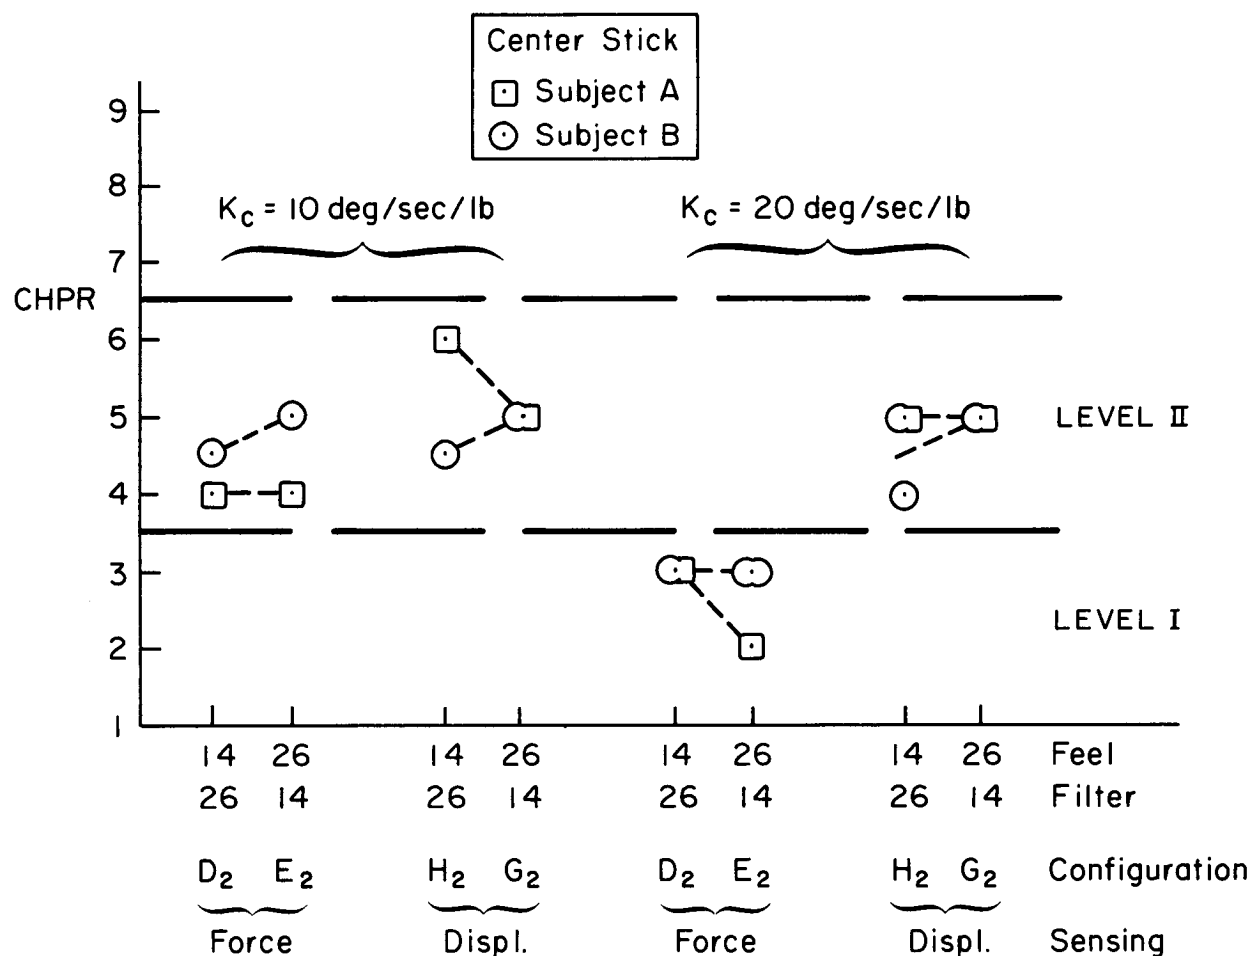 Center Stick
Subject A
Subject B
9
8
K_c = 10 deg/sec/lb K_c = 20 deg/sec/lb
7
CHPR
6
5 LEVEL II
4
3
LEVEL I
2
1
14 26 14 26 14 26 14 26 Feel
26 14 26 14 26 14 26 14 Filter
D₂ E₂ H₂ G₂ D₂ E₂ H₂ G₂ Configuration
Force Displ. Force Displ. Sensing